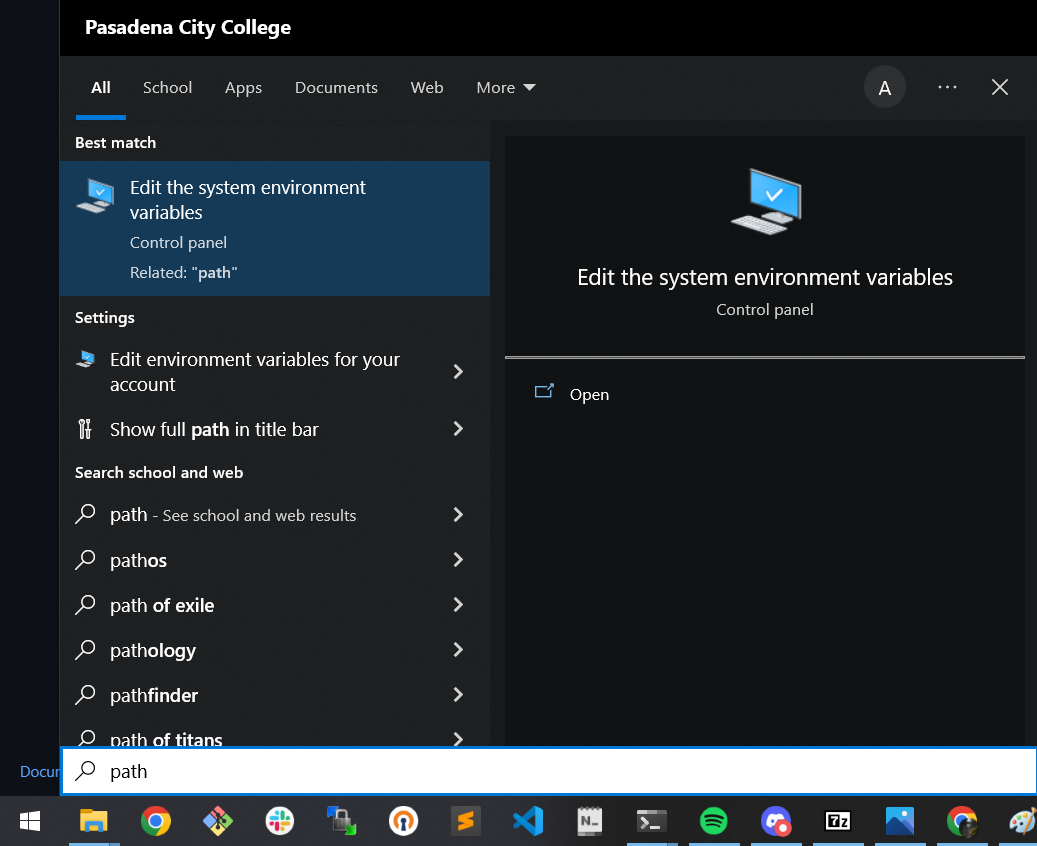 Pasadena City College
All School Apps Documents Web More A
Best match
Edit the system environment
variables
Control panel
Related: "path"
Settings
Edit environment variables for your
account
Show full path in title bar
Search school and web
path - See school and web results
pathos
path of exile
pathology
pathfinder
path of titans
Edit the system environment variables
Control panel
Open
Docum
path
N_
7z